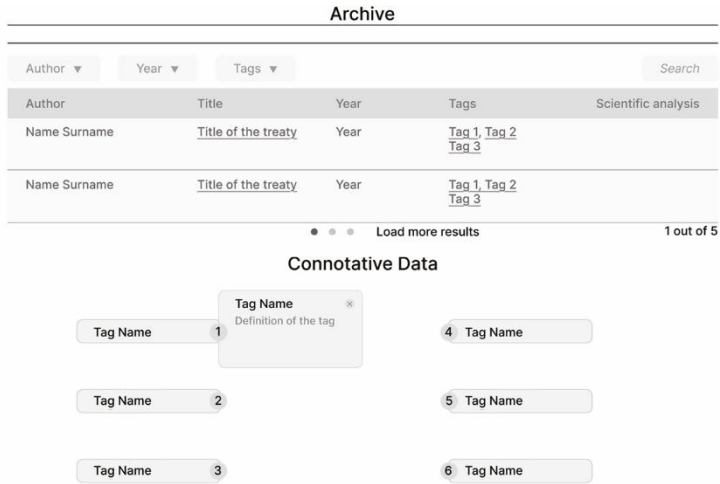 Archive
Author ▼ Year ▼ Tags ▼ Search
Author Title Year Tags Scientific analysis
Name Surname Title of the treaty Year Tag 1, Tag 2
Tag 3
Name Surname Title of the treaty Year Tag 1, Tag 2
Tag 3
Load more results 1 out of 5
Connotative Data
Tag Name ×
Definition of the tag
Tag Name 1 4 Tag Name
Tag Name 2 5 Tag Name
Tag Name 3 6 Tag Name